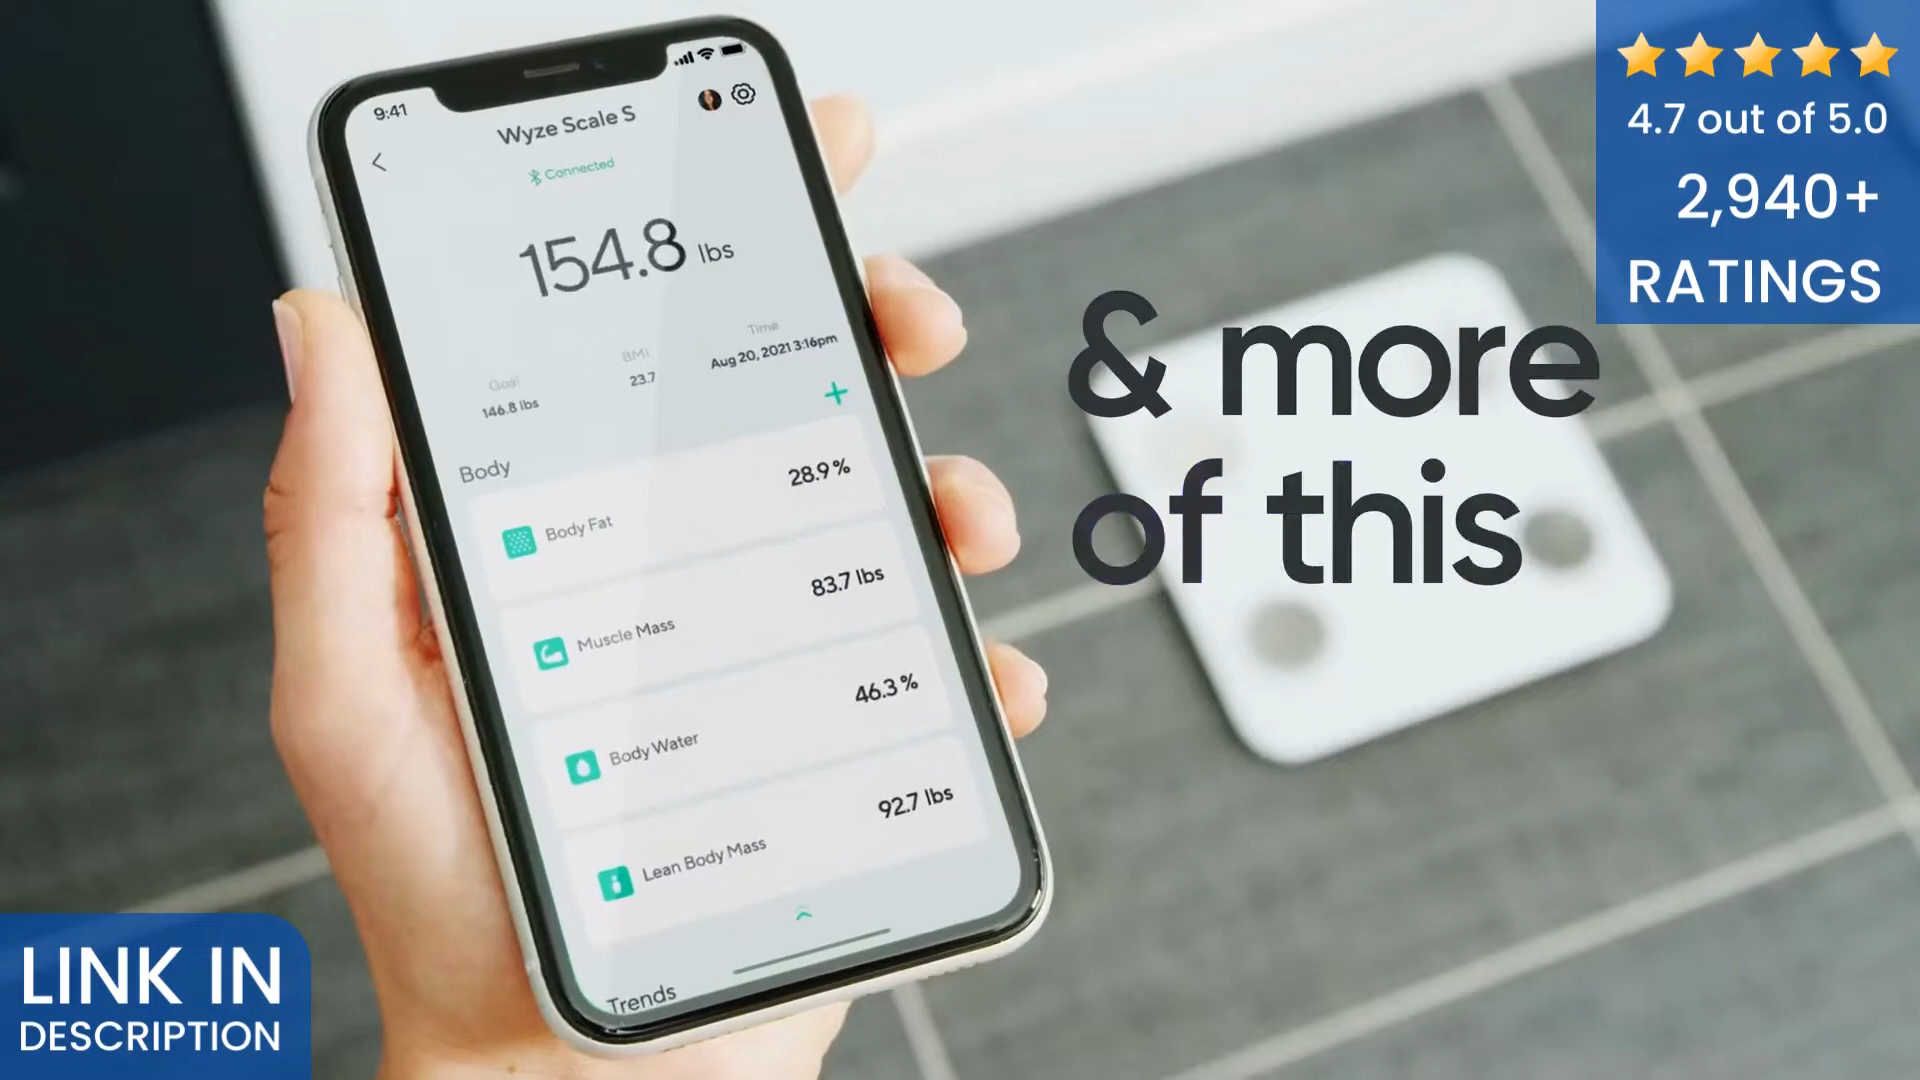 9:41
Wyze Scale S
Connected
154.8 lbs
Goal
146.8 lbs
BMI
23.7
Time
Aug 20, 2021 3:16pm
+
Body
Body Fat
28.9 %
Muscle Mass
83.7 lbs
Body Water
46.3 %
Lean Body Mass
92.7 lbs
Trends
& more
of this
4.7 out of 5.0
2,940+
RATINGS
LINK IN
DESCRIPTION